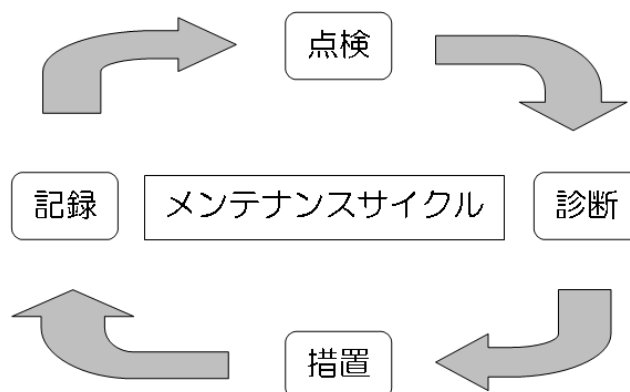 点検
記録
メンテナンスサイクル
診断
措置